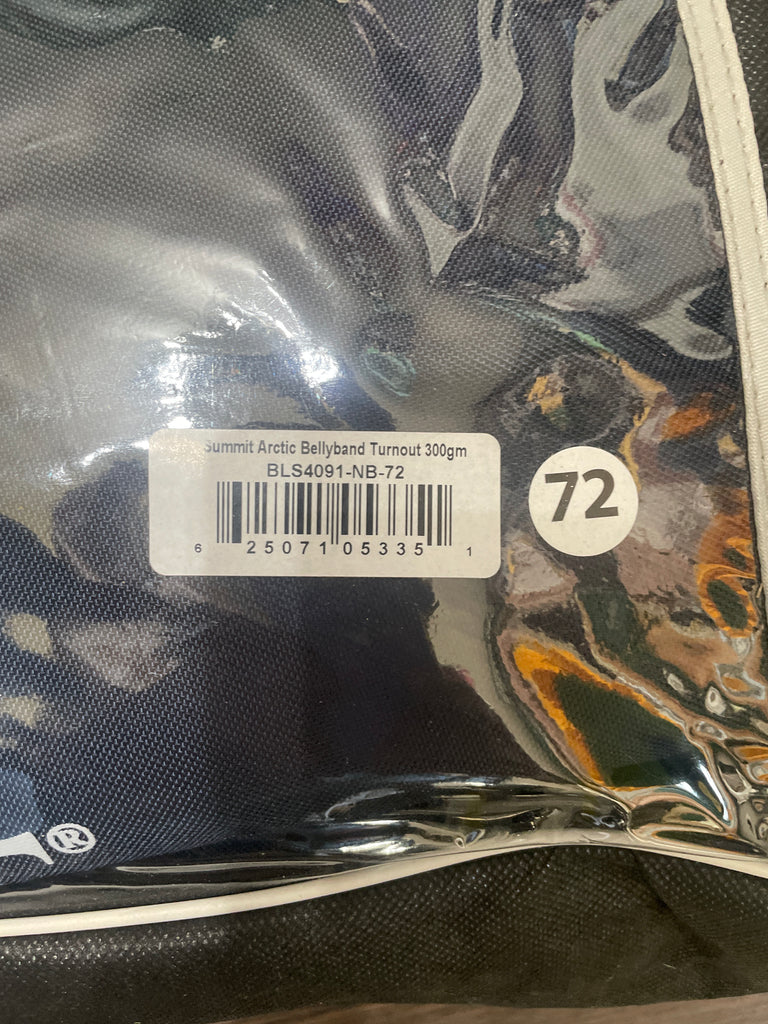 Summit Arctic Bellyband Turnout 300gm
BLS4091-NB-72
6 25071 05335 1
72
®